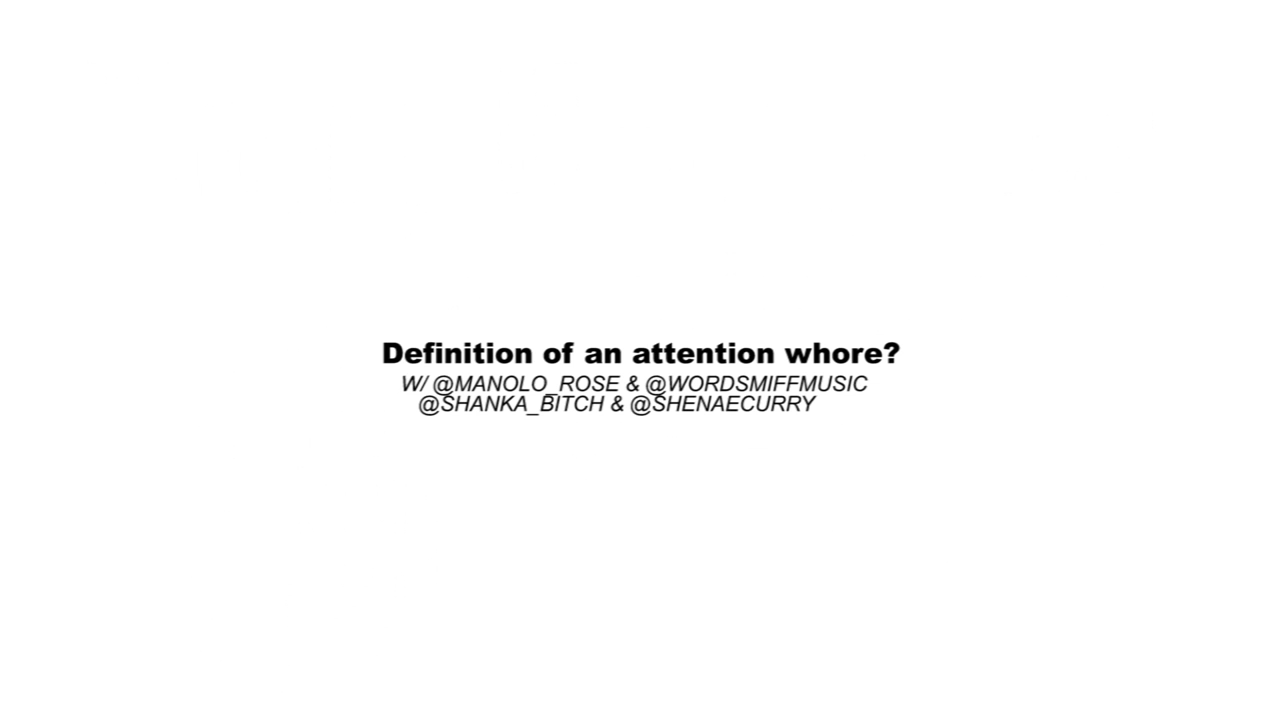 Definition of an attention whore?
W/ @MANOLO_ROSE & @WORDSMIFFMUSIC
@SHANKA_BITCH & @SHENAECURRY